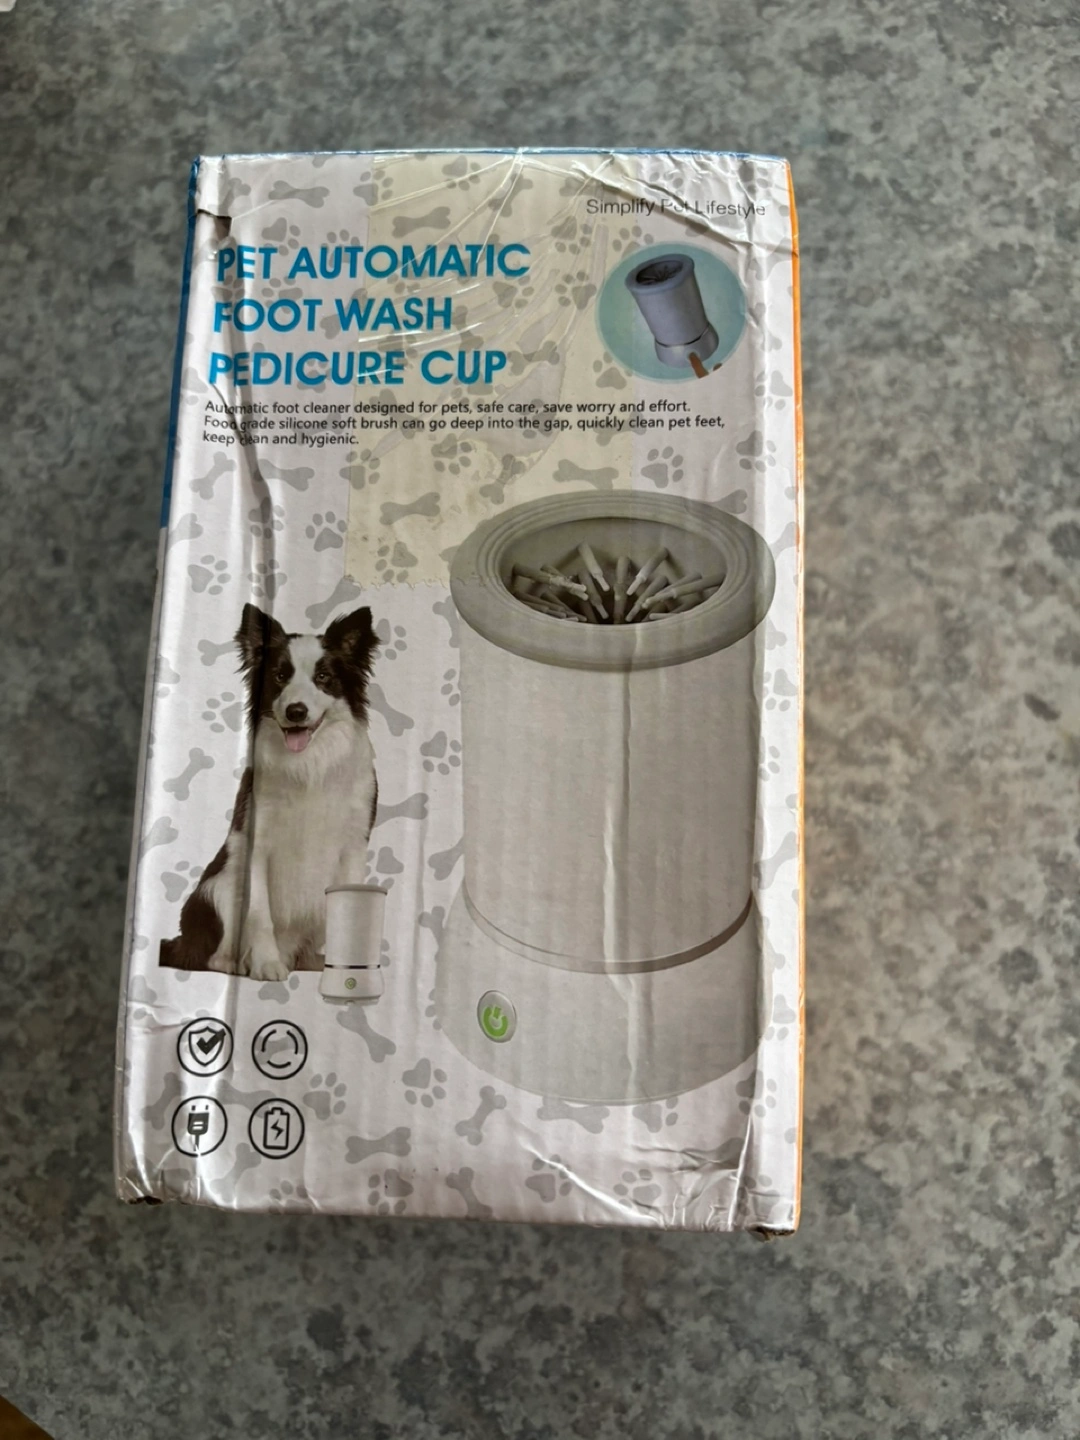 Simplify Pet Lifestyle
PET AUTOMATIC
FOOT WASH
PEDICURE CUP
Automatic foot cleaner designed for pets, safe care, save worry and effort.
Food grade silicone soft brush can go deep into the gap, quickly clean pet feet,
keep clean and hygienic.